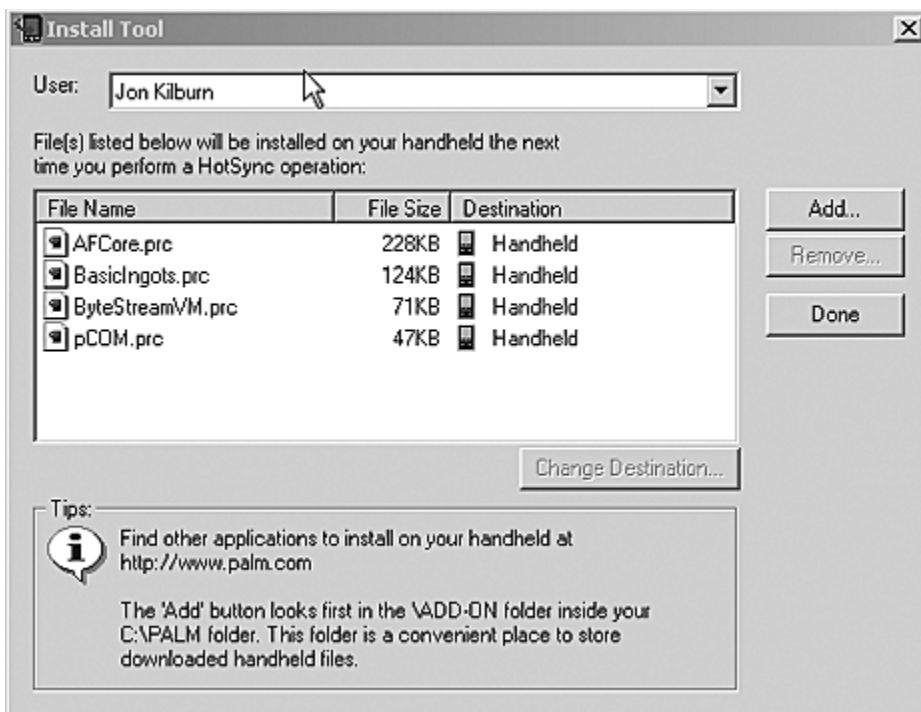 Install Tool
User: Jon Kilburn
File(s) listed below will be installed on your handheld the next
time you perform a HotSync operation:
File Name File Size Destination
AFCore.prc 228KB Handheld
BasicIngots.prc 124KB Handheld
ByteStreamVM.prc 71KB Handheld
pCOM.prc 47KB Handheld
Add...
Remove...
Done
Change Destination...
Tips:
Find other applications to install on your handheld at
http://www.palm.com
The 'Add' button looks first in the \ADD-ON folder inside your
C:\PALM folder. This folder is a convenient place to store
downloaded handheld files.